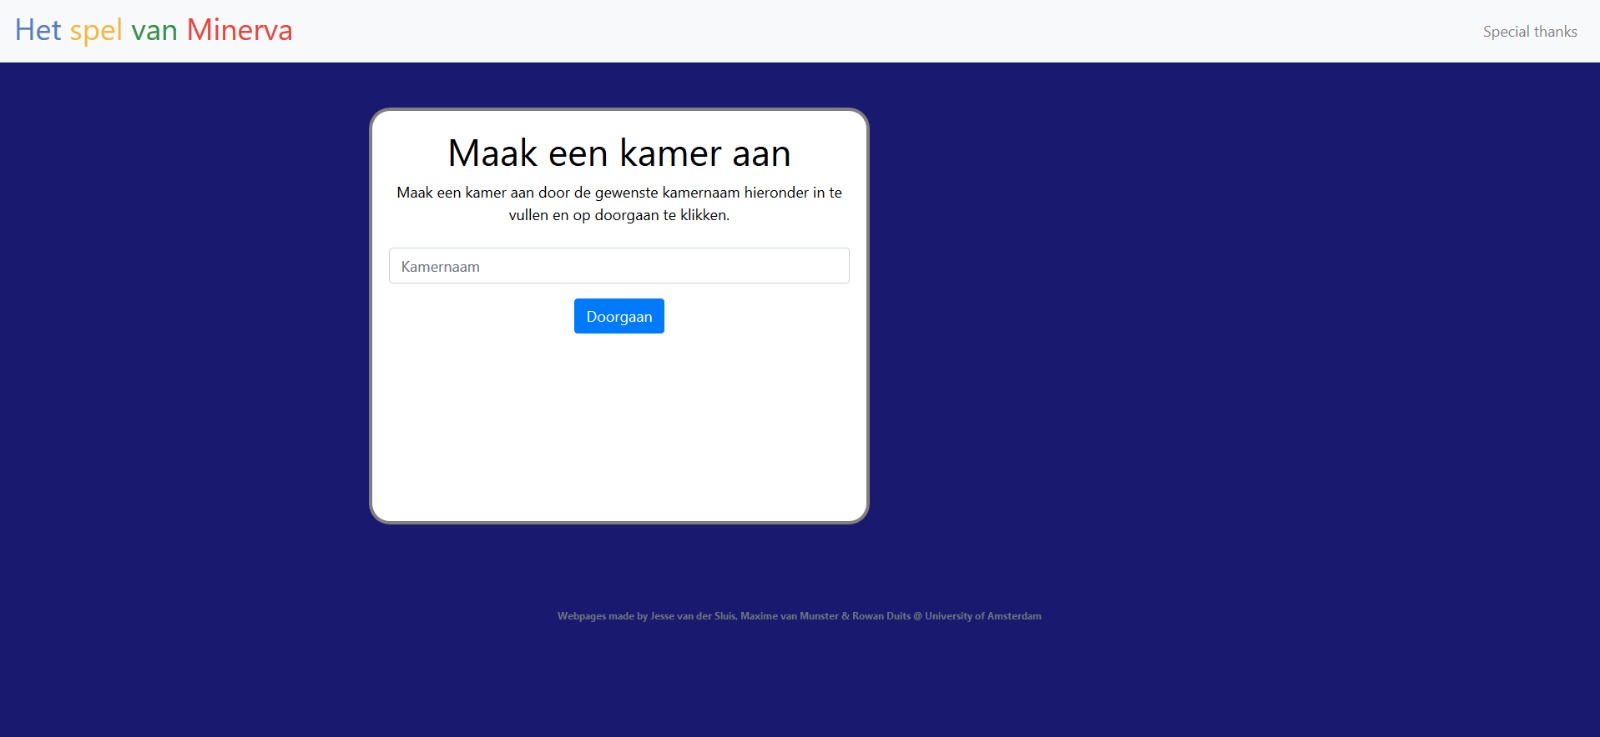 Het spel van Minerva
Special thanks
Maak een kamer aan
Maak een kamer aan door de gewenste kamernaam hieronder in te
vullen en op doorgaan te klikken.
Kamernaam
Doorgaan
Webpages made by Jesse van der Sluis, Maxime van Munster & Rowan Duits @ University of Amsterdam